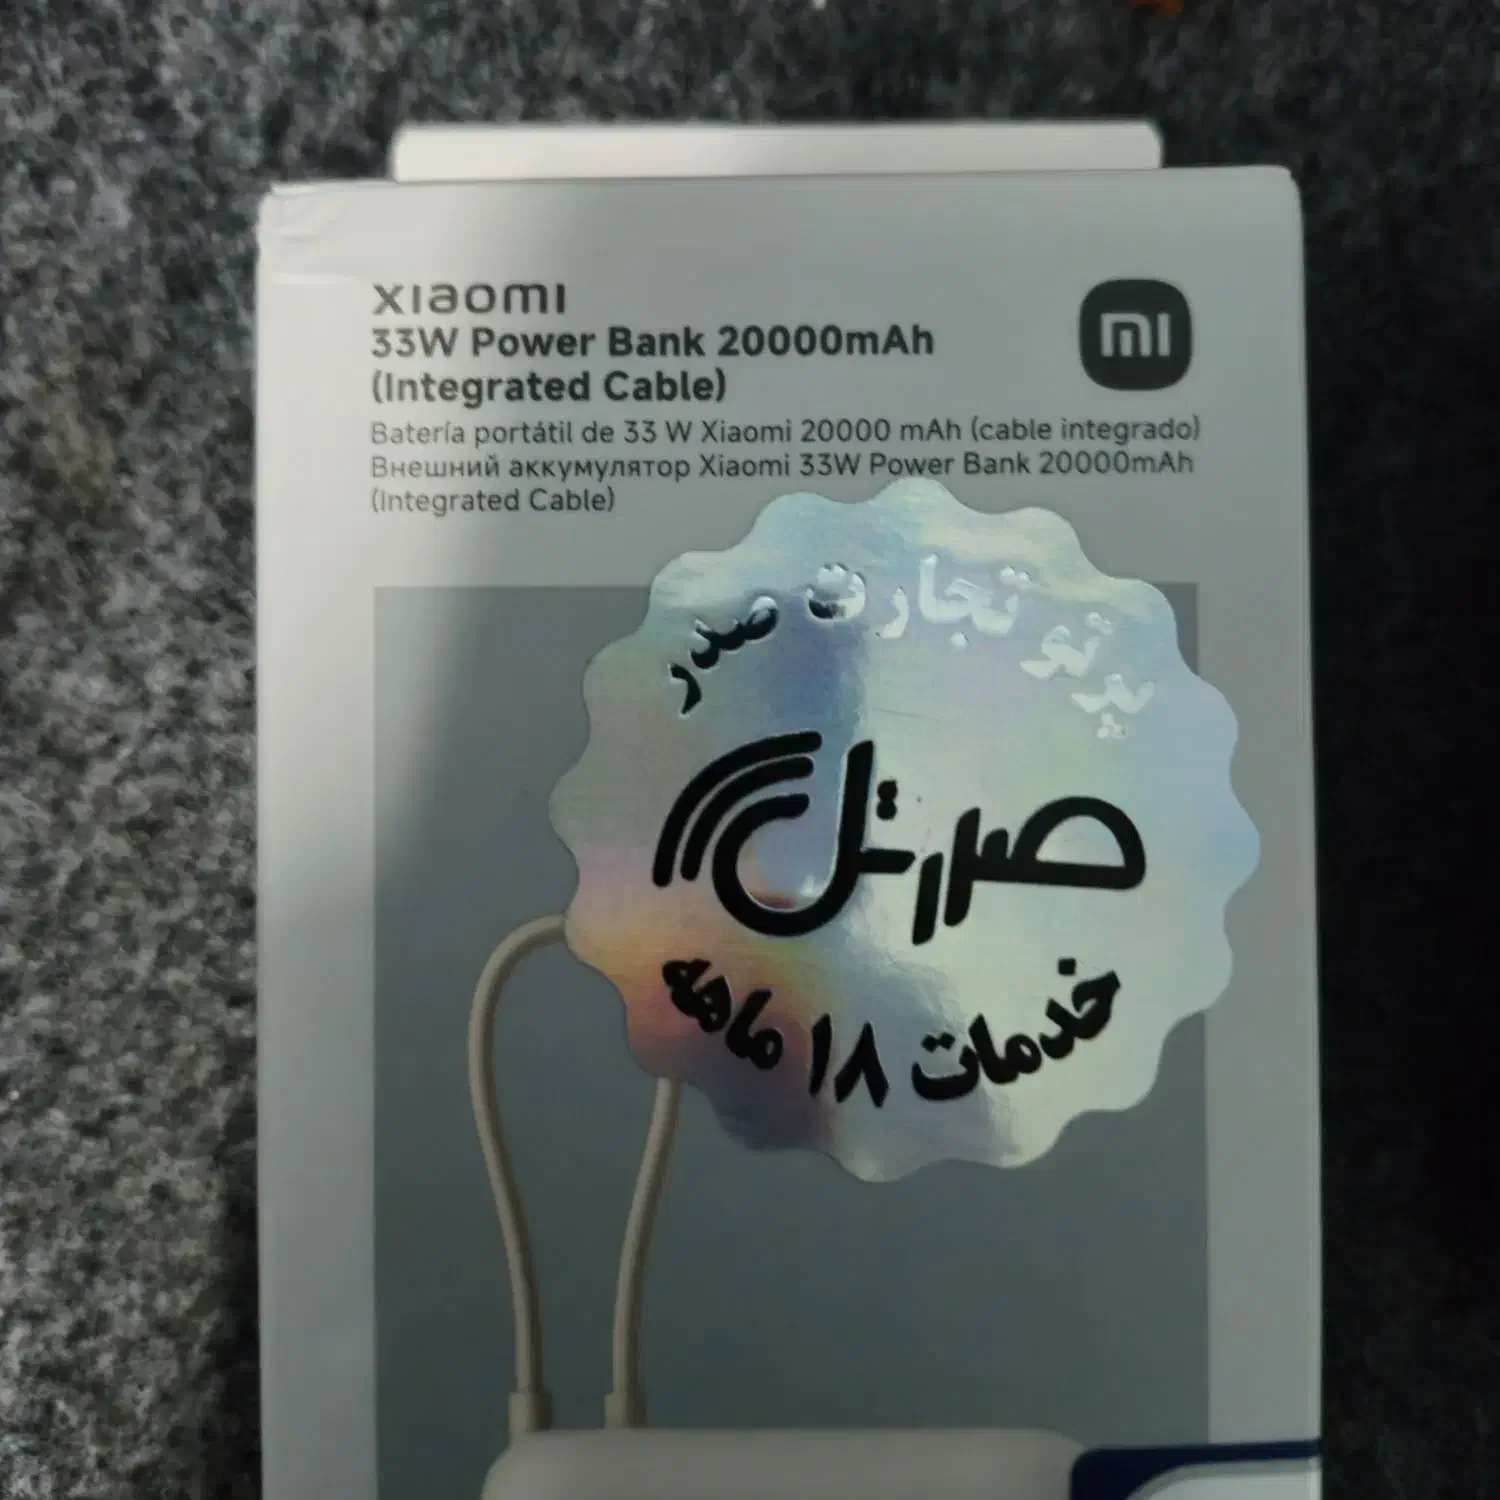 xiaomi
33W Power Bank 20000mAh
(Integrated Cable)
Batería portátil de 33 W Xiaomi 20000 mAh (cable integrado)
Внешний аккумулятор Xiaomi 33W Power Bank 20000mAh
(Integrated Cable)
mi
پرتو تجارت صدر
صدرتل
خدمات ۱۸ ماهه